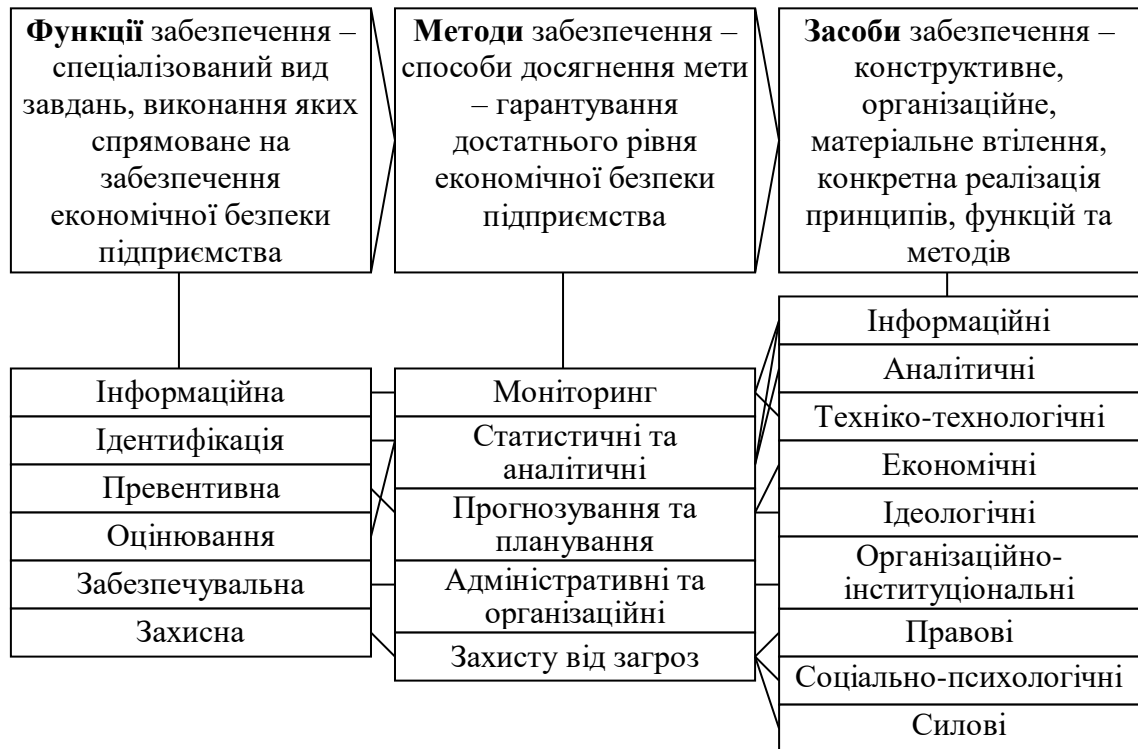 Функції забезпечення –
спеціалізований вид
завдань, виконання яких
спрямоване на
забезпечення
економічної безпеки
підприємства
Методи забезпечення –
способи досягнення мети
– гарантування
достатнього рівня
економічної безпеки
підприємства
Засоби забезпечення –
конструктивне,
організаційне,
матеріальне втілення,
конкретна реалізація
принципів, функцій та
методів
Інформаційна
Ідентифікація
Превентивна
Оцінювання
Забезпечувальна
Захисна
Моніторинг
Статистичні та
аналітичні
Прогнозування та
планування
Адміністративні та
організаційні
Захисту від загроз
Інформаційні
Аналітичні
Техніко-технологічні
Економічні
Ідеологічні
Організаційно-
інституціональні
Правові
Соціально-психологічні
Силові